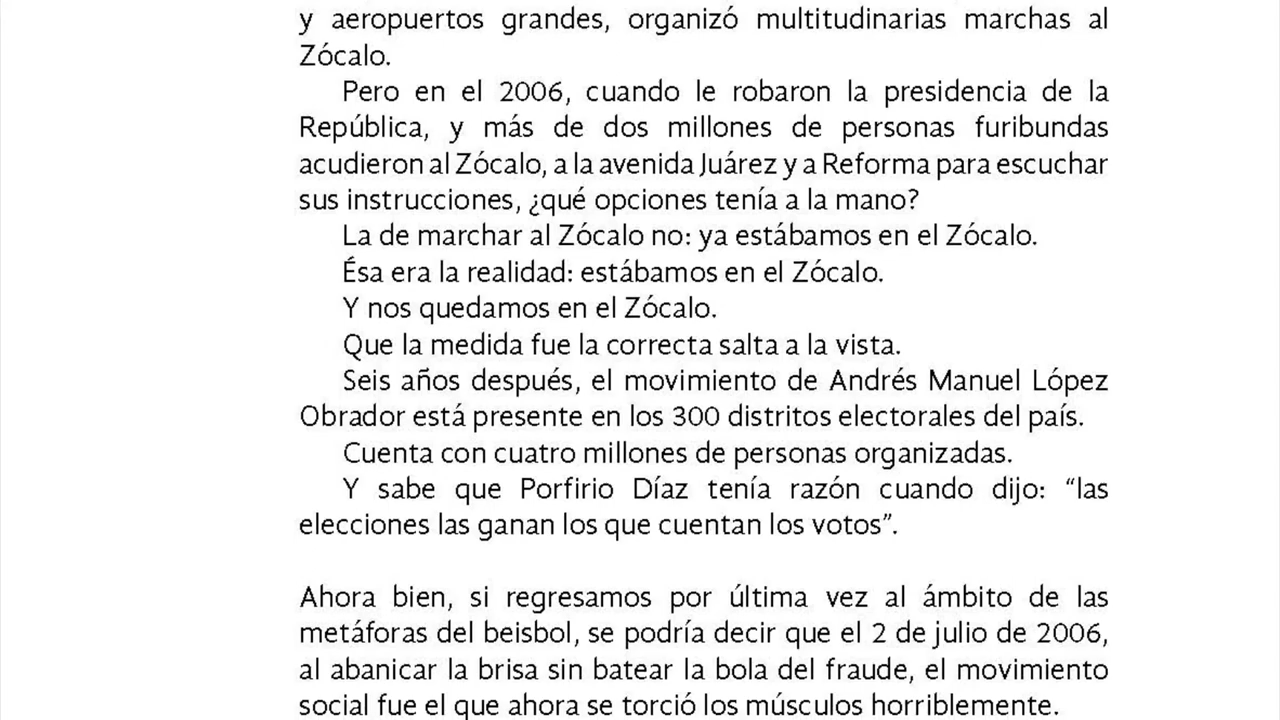 y aeropuertos grandes, organizó multitudinarias marchas al
Zócalo.
Pero en el 2006, cuando le robaron la presidencia de la
República, y más de dos millones de personas furibundas
acudieron al Zócalo, a la avenida Juárez y a Reforma para escuchar
sus instrucciones, ¿qué opciones tenía a la mano?
La de marchar al Zócalo no: ya estábamos en el Zócalo.
Ésa era la realidad: estábamos en el Zócalo.
Y nos quedamos en el Zócalo.
Que la medida fue la correcta salta a la vista.
Seis años después, el movimiento de Andrés Manuel López
Obrador está presente en los 300 distritos electorales del país.
Cuenta con cuatro millones de personas organizadas.
Y sabe que Porfirio Díaz tenía razón cuando dijo: “las
elecciones las ganan los que cuentan los votos”.
Ahora bien, si regresamos por última vez al ámbito de las
metáforas del beisbol, se podría decir que el 2 de julio de 2006,
al abanicar la brisa sin batear la bola del fraude, el movimiento
social fue el que ahora se torció los músculos horriblemente.